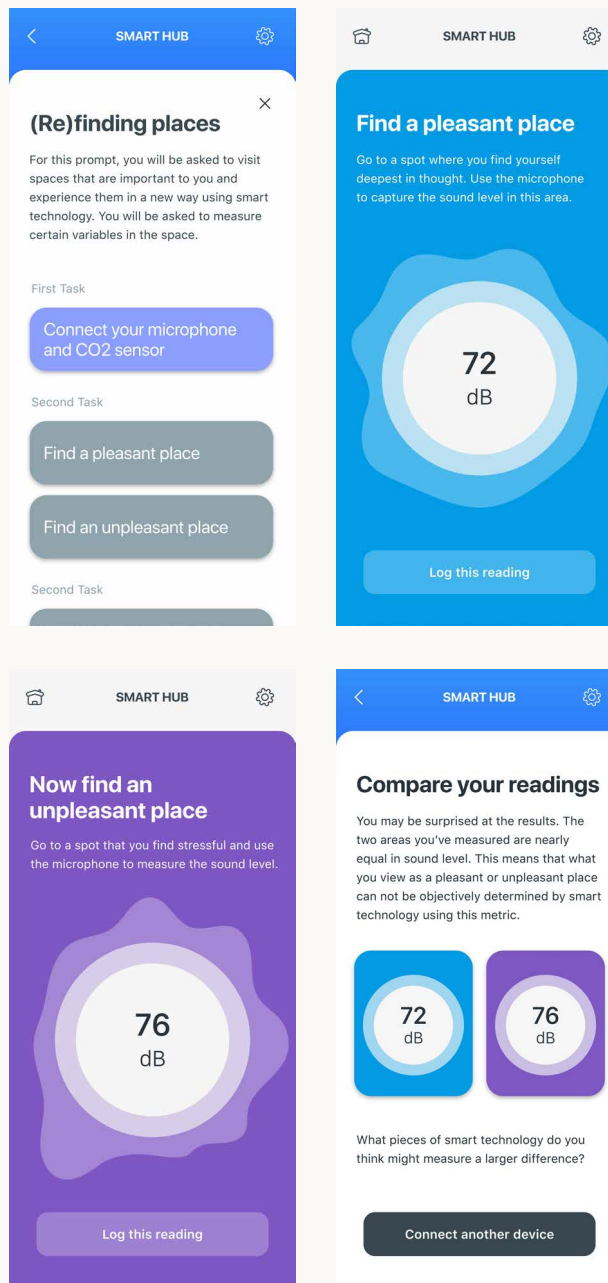 SMART HUB
(Re)finding places
For this prompt, you will be asked to visit
spaces that are important to you and
experience them in a new way using smart
technology. You will be asked to measure
certain variables in the space.
First Task
Connect your microphone
and CO2 sensor
Second Task
Find a pleasant place
Find an unpleasant place
Second Task
SMART HUB
Find a pleasant place
Go to a spot where you find yourself
deepest in thought. Use the microphone
to capture the sound level in this area.
72
dB
Log this reading
SMART HUB
Now find an
unpleasant place
Go to a spot that you find stressful and use
the microphone to measure the sound level.
76
dB
Log this reading
SMART HUB
Compare your readings
You may be surprised at the results. The
two areas you've measured are nearly
equal in sound level. This means that what
you view as a pleasant or unpleasant place
can not be objectively determined by smart
technology using this metric.
72
dB
76
dB
What pieces of smart technology do you
think might measure a larger difference?
Connect another device